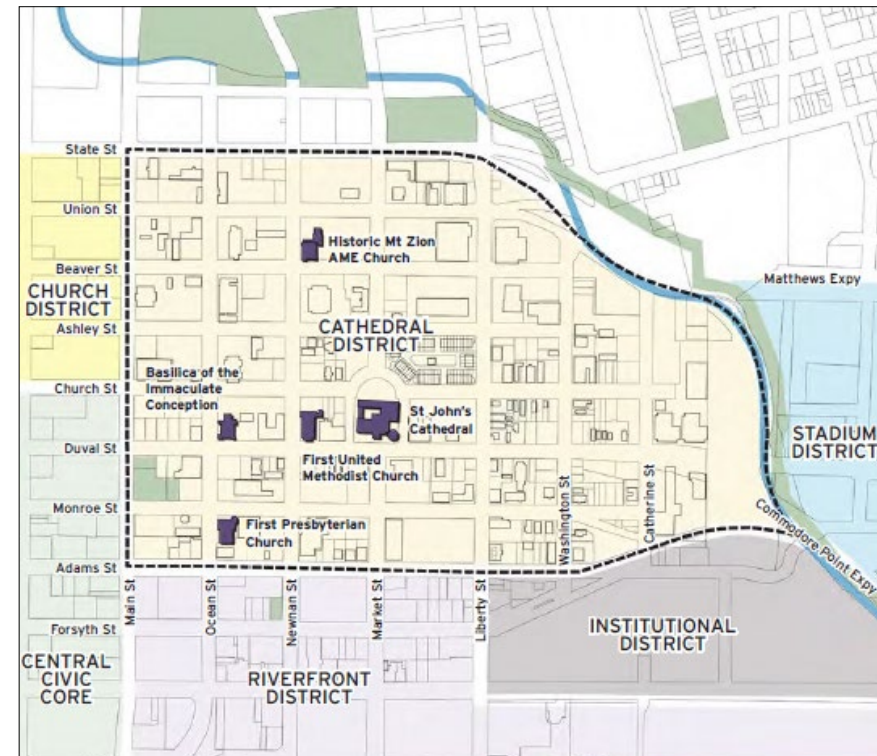 State St
Union St
Historic Mt Zion
AME Church
Beaver St
Matthews Expy
CHURCH
DISTRICT
Ashley St
CATHEDRAL
DISTRICT
Basilica of the
Immaculate
Conception
Church St
St John's
Cathedral
STADIUM
DISTRICT
Duval St
First United
Methodist Church
Washington St
Catherine St
Monroe St
Commodore Point Expy
First Presbyterian
Church
Adams St
Main St
Ocean St
Newnan St
Market St
Liberty St
Forsyth St
INSTITUTIONAL
DISTRICT
CENTRAL
CIVIC
CORE
RIVERFRONT
DISTRICT